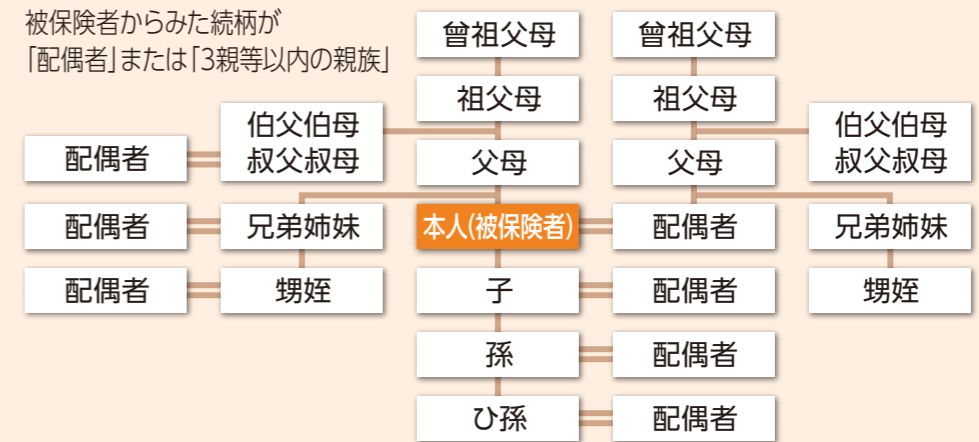 被保険者からみた続柄が
「配偶者」または「3親等以内の親族」
曾祖父母
曾祖父母
祖父母
祖父母
伯父伯母
叔父叔母
伯父伯母
叔父叔母
配偶者
父母
父母
配偶者
兄弟姉妹
本人(被保険者)
配偶者
兄弟姉妹
配偶者
甥姪
子
配偶者
甥姪
孫
配偶者
ひ孫
配偶者